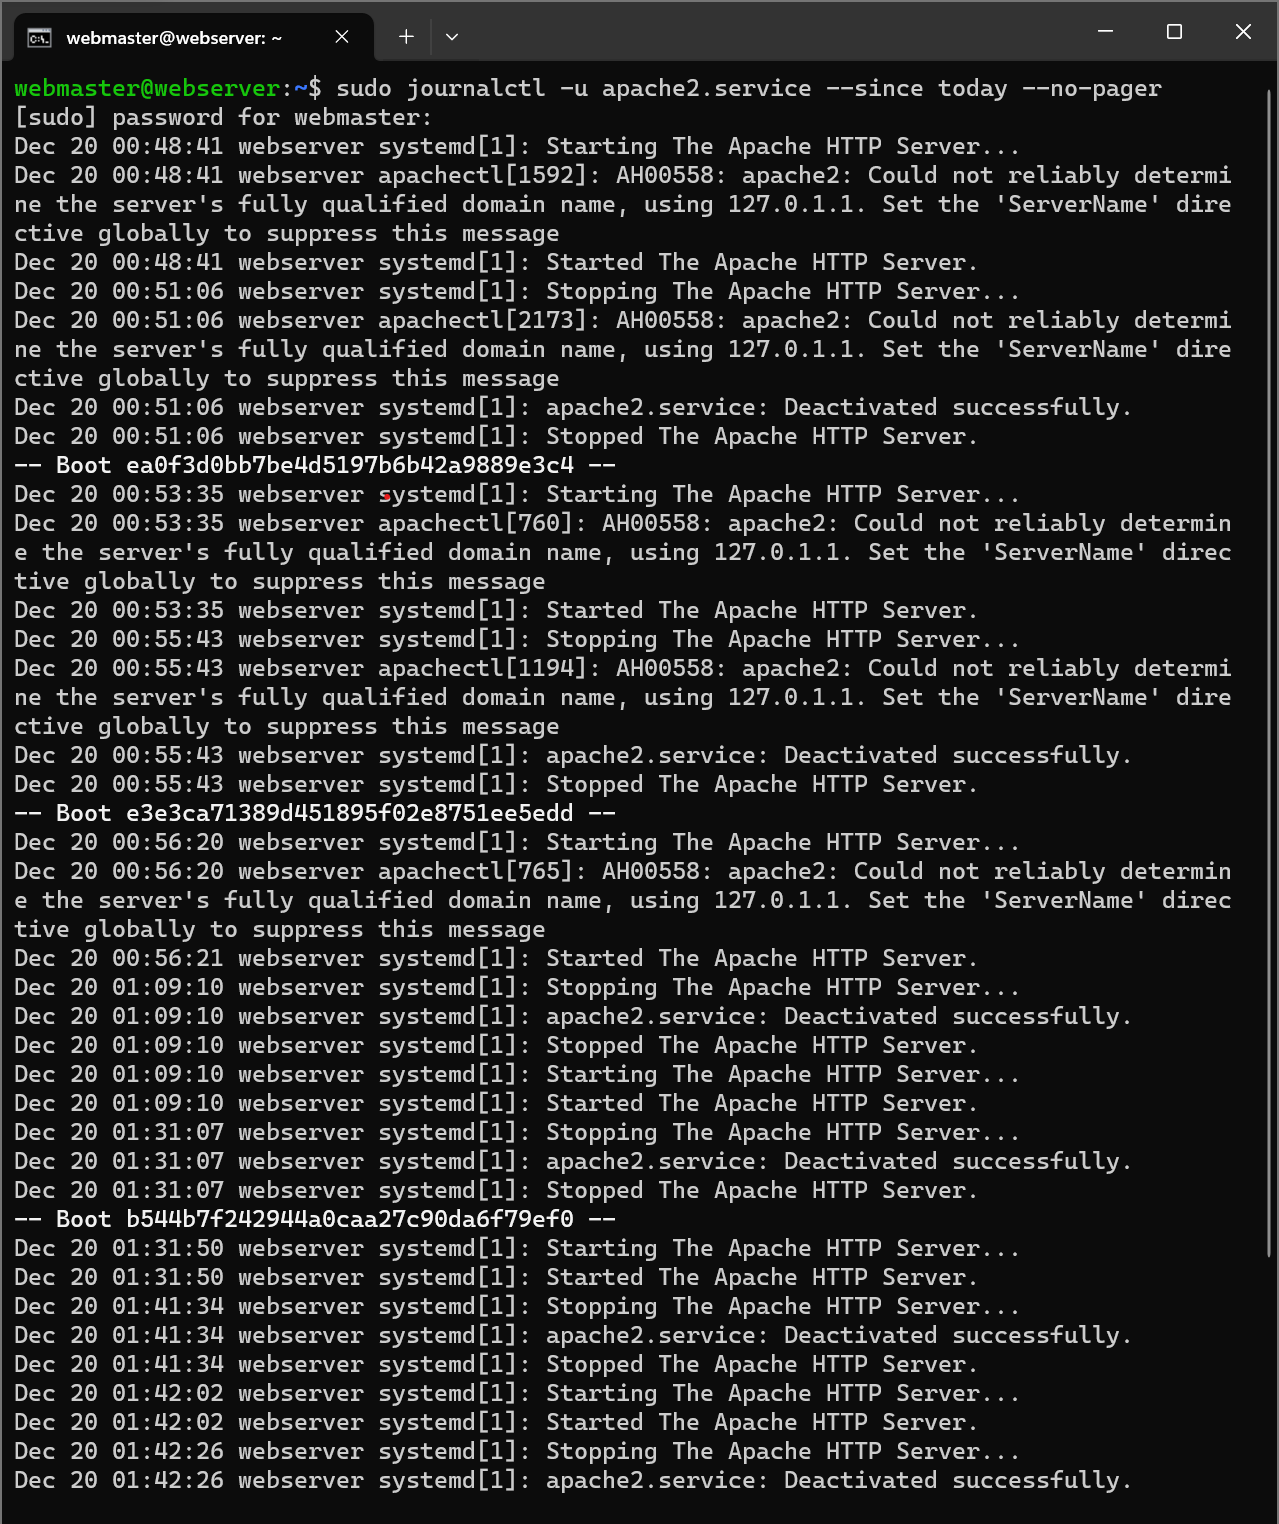 webmaster@webserver: ~
webmaster@webserver:~$ sudo journalctl -u apache2.service --since today --no-pager
[sudo] password for webmaster:
Dec 20 00:48:41 webserver systemd[1]: Starting The Apache HTTP Server...
Dec 20 00:48:41 webserver apachectl[1592]: AH00558: apache2: Could not reliably determi
ne the server's fully qualified domain name, using 127.0.1.1. Set the 'ServerName' dire
ctive globally to suppress this message
Dec 20 00:48:41 webserver systemd[1]: Started The Apache HTTP Server.
Dec 20 00:51:06 webserver systemd[1]: Stopping The Apache HTTP Server...
Dec 20 00:51:06 webserver apachectl[2173]: AH00558: apache2: Could not reliably determi
ne the server's fully qualified domain name, using 127.0.1.1. Set the 'ServerName' dire
ctive globally to suppress this message
Dec 20 00:51:06 webserver systemd[1]: apache2.service: Deactivated successfully.
Dec 20 00:51:06 webserver systemd[1]: Stopped The Apache HTTP Server.
-- Boot ea0f3d0bb7be4d5197b6b42a9889e3c4 --
Dec 20 00:53:35 webserver systemd[1]: Starting The Apache HTTP Server...
Dec 20 00:53:35 webserver apachectl[760]: AH00558: apache2: Could not reliably determin
e the server's fully qualified domain name, using 127.0.1.1. Set the 'ServerName' direc
tive globally to suppress this message
Dec 20 00:53:35 webserver systemd[1]: Started The Apache HTTP Server.
Dec 20 00:55:43 webserver systemd[1]: Stopping The Apache HTTP Server...
Dec 20 00:55:43 webserver apachectl[1194]: AH00558: apache2: Could not reliably determi
ne the server's fully qualified domain name, using 127.0.1.1. Set the 'ServerName' dire
ctive globally to suppress this message
Dec 20 00:55:43 webserver systemd[1]: apache2.service: Deactivated successfully.
Dec 20 00:55:43 webserver systemd[1]: Stopped The Apache HTTP Server.
-- Boot e3e3ca71389d451895f02e8751ee5edd --
Dec 20 00:56:20 webserver systemd[1]: Starting The Apache HTTP Server...
Dec 20 00:56:20 webserver apachectl[765]: AH00558: apache2: Could not reliably determin
e the server's fully qualified domain name, using 127.0.1.1. Set the 'ServerName' direc
tive globally to suppress this message
Dec 20 00:56:21 webserver systemd[1]: Started The Apache HTTP Server.
Dec 20 01:09:10 webserver systemd[1]: Stopping The Apache HTTP Server...
Dec 20 01:09:10 webserver systemd[1]: apache2.service: Deactivated successfully.
Dec 20 01:09:10 webserver systemd[1]: Stopped The Apache HTTP Server.
Dec 20 01:09:10 webserver systemd[1]: Starting The Apache HTTP Server...
Dec 20 01:09:10 webserver systemd[1]: Started The Apache HTTP Server.
Dec 20 01:31:07 webserver systemd[1]: Stopping The Apache HTTP Server...
Dec 20 01:31:07 webserver systemd[1]: apache2.service: Deactivated successfully.
Dec 20 01:31:07 webserver systemd[1]: Stopped The Apache HTTP Server.
-- Boot b544b7f242944a0caa27c90da6f79ef0 --
Dec 20 01:31:50 webserver systemd[1]: Starting The Apache HTTP Server...
Dec 20 01:31:50 webserver systemd[1]: Started The Apache HTTP Server.
Dec 20 01:41:34 webserver systemd[1]: Stopping The Apache HTTP Server...
Dec 20 01:41:34 webserver systemd[1]: apache2.service: Deactivated successfully.
Dec 20 01:41:34 webserver systemd[1]: Stopped The Apache HTTP Server.
Dec 20 01:42:02 webserver systemd[1]: Starting The Apache HTTP Server...
Dec 20 01:42:02 webserver systemd[1]: Started The Apache HTTP Server.
Dec 20 01:42:26 webserver systemd[1]: Stopping The Apache HTTP Server...
Dec 20 01:42:26 webserver systemd[1]: apache2.service: Deactivated successfully.